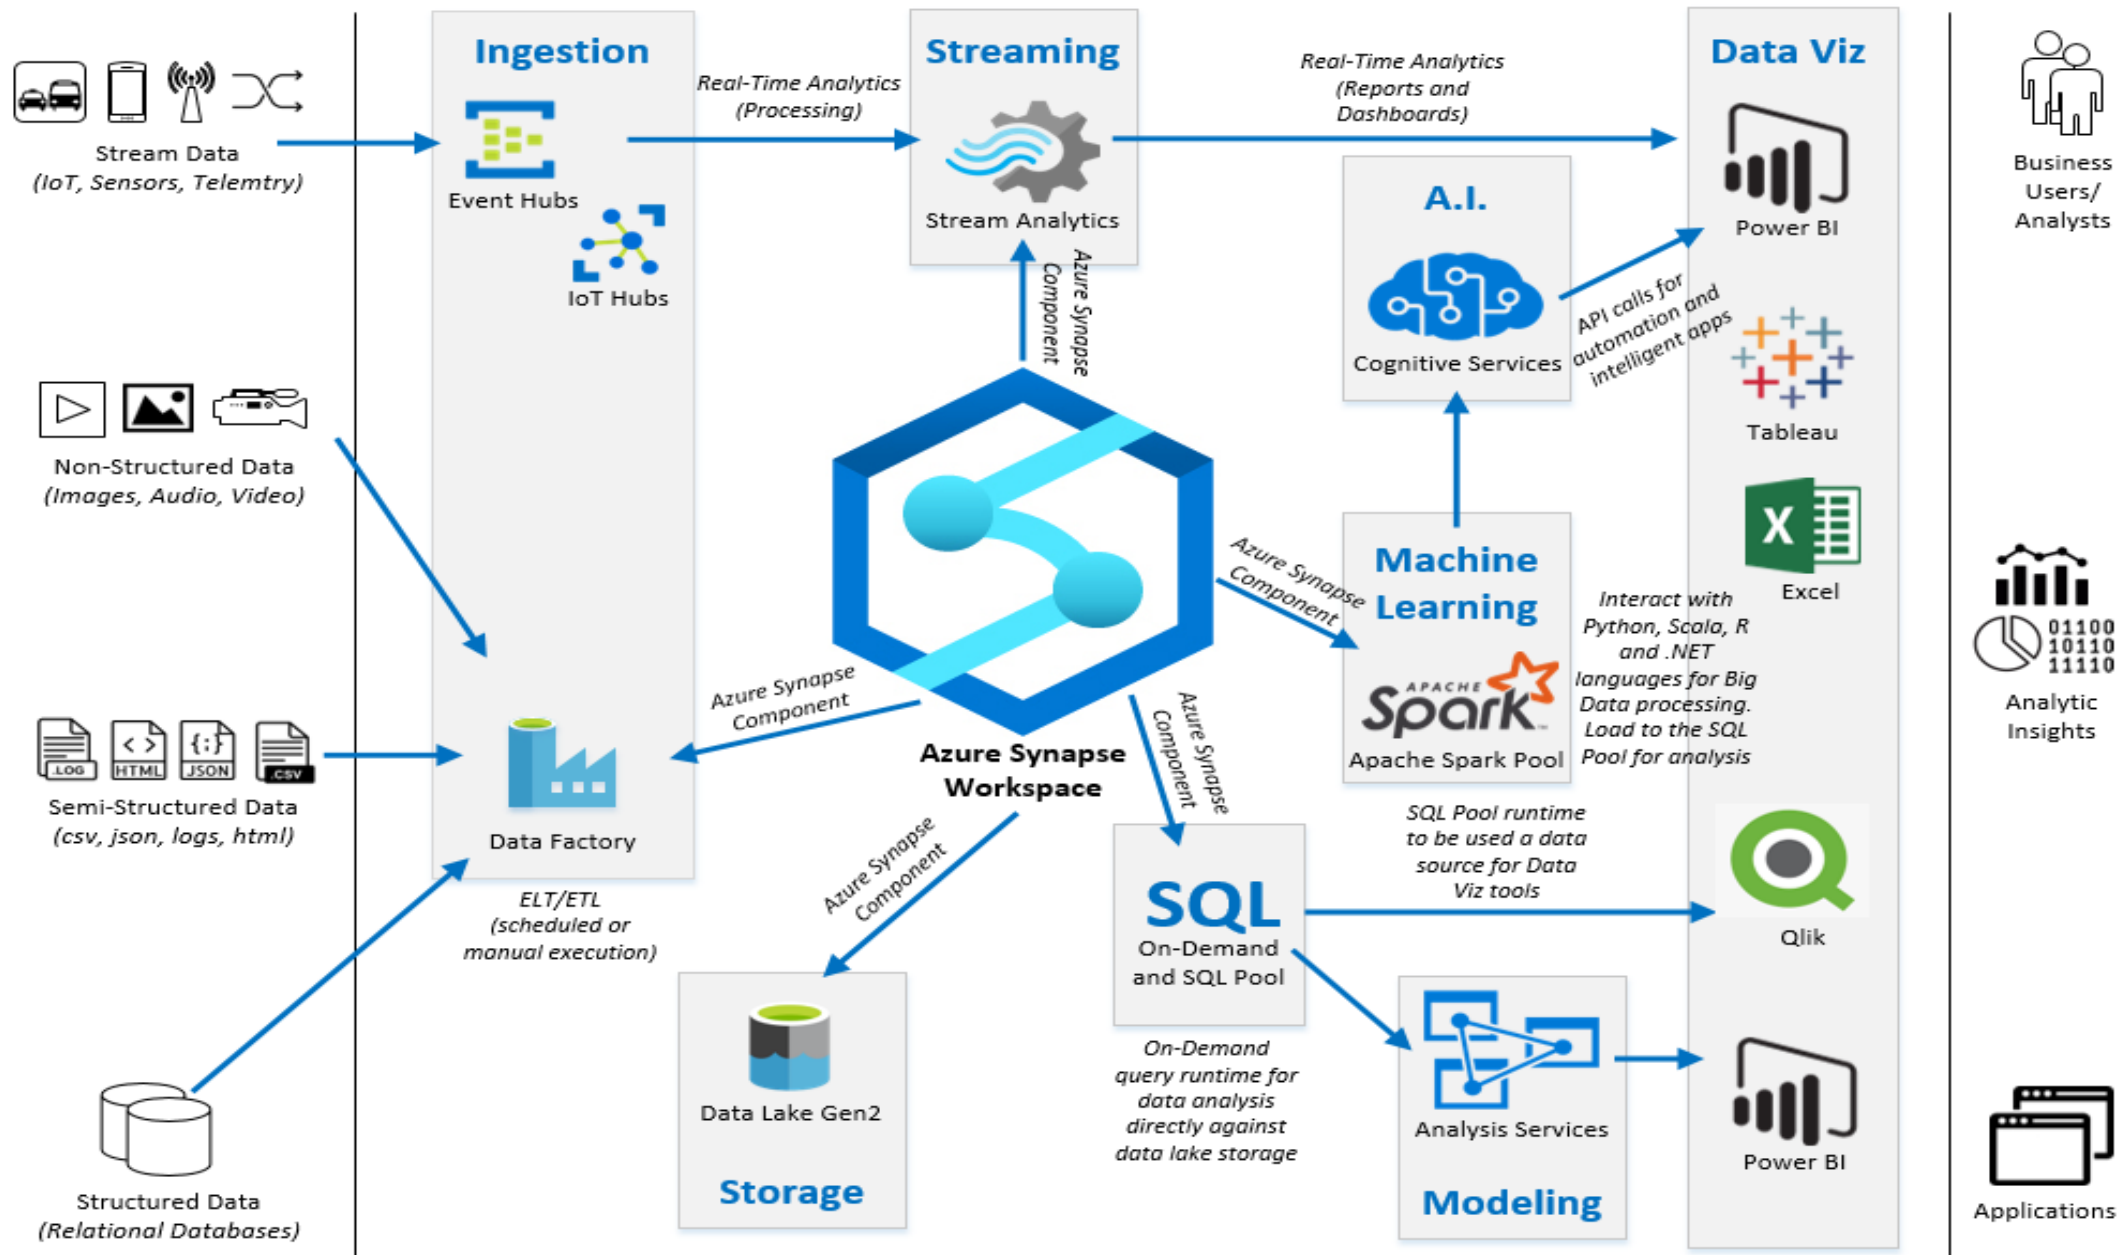 Stream Data
(IoT, Sensors, Telemtry)
Non-Structured Data
(Images, Audio, Video)
.LOG
HTML
JSON
.CSV
Semi-Structured Data
(csv, json, logs, html)
Structured Data
(Relational Databases)
Ingestion
Event Hubs
IoT Hubs
Data Factory
ELT/ETL
(scheduled or
manual execution)
Real-Time Analytics
(Processing)
Streaming
Stream Analytics
Azure Synapse
Component
Azure Synapse
Workspace
Azure Synapse
Component
Azure Synapse
Component
Data Lake Gen2
Storage
Azure Synapse
Component
SQL
On-Demand
and SQL Pool
On-Demand
query runtime for
data analysis
directly against
data lake storage
Azure Synapse
Component
Machine
Learning
APACHE
Spark
TM
Apache Spark Pool
Interact with
Python, Scala, R
and .NET
languages for Big
Data processing.
Load to the SQL
Pool for analysis
A.I.
Cognitive Services
API calls for
automation and
intelligent apps
Real-Time Analytics
(Reports and
Dashboards)
SQL Pool runtime
to be used a data
source for Data
Viz tools
Analysis Services
Modeling
Data Viz
Power BI
Tableau
X
Excel
Qlik
Power BI
Business
Users/
Analysts
01100
10110
11110
Analytic
Insights
Applications